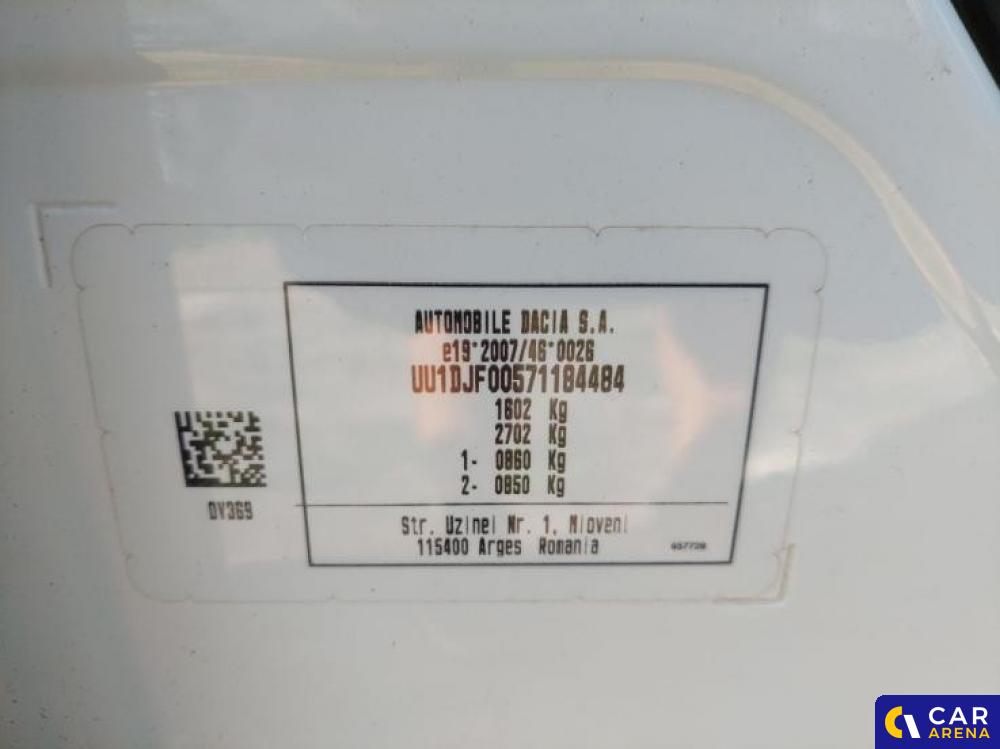 AUTOMOBILE DACIA S.A.
e19*2007/46*0026
UU1DJF00571184484
1602 Kg
2702 Kg
1- 0860 Kg
2- 0850 Kg
DV369
Str. Uzinei Nr. 1, Mioveni
115400 Arges Romania
CAR
ARENA